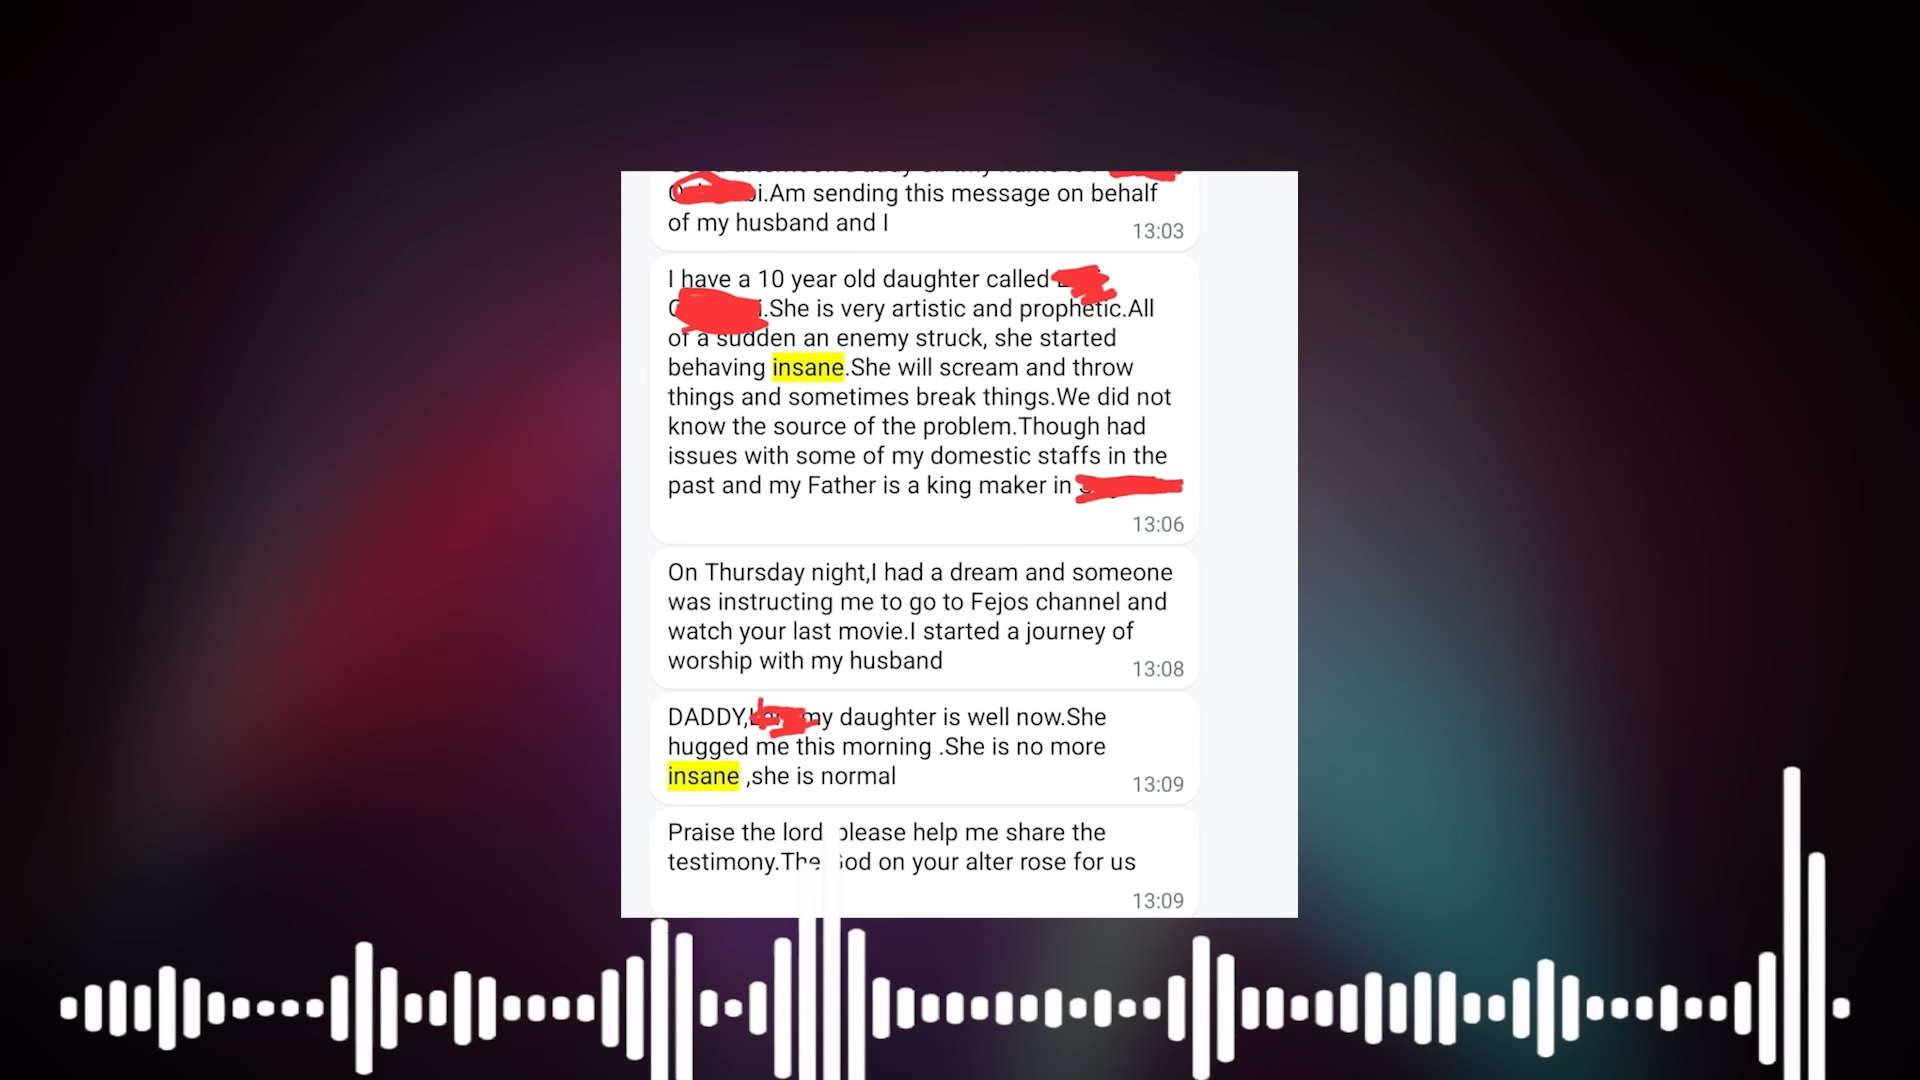 .Am sending this message on behalf
of my husband and I
13:03
I have a 10 year old daughter called
.She is very artistic and prophetic.All
of a sudden an enemy struck, she started
behaving insane.She will scream and throw
things and sometimes break things.We did not
know the source of the problem.Though had
issues with some of my domestic staffs in the
past and my Father is a king maker in
13:06
On Thursday night,I had a dream and someone
was instructing me to go to Fejos channel and
watch your last movie.I started a journey of
worship with my husband
13:08
DADDY, my daughter is well now.She
hugged me this morning .She is no more
insane ,she is normal
13:09
Praise the lord please help me share the
testimony.The God on your alter rose for us
13:09